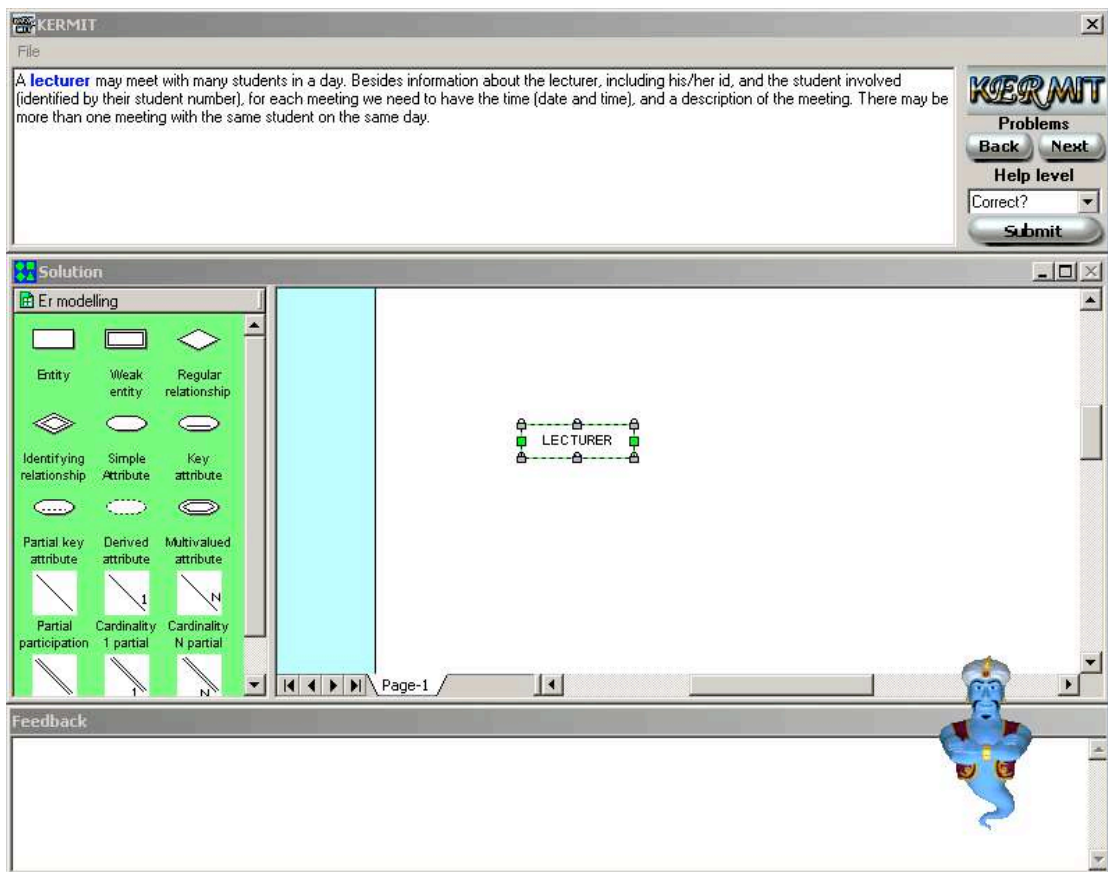 KERMIT
File
A lecturer may meet with many students in a day. Besides information about the lecturer, including his/her id, and the student involved
(identified by their student number), for each meeting we need to have the time (date and time), and a description of the meeting. There may be
more than one meeting with the same student on the same day.
KERMIT
Problems
Back Next
Help level
Correct?
Submit
Solution
Er modelling
Entity Weak entity Regular relationship
Identifying relationship Simple Attribute Key attribute
Partial key attribute Derived attribute Multivalued attribute
1 N
Partial participation Cardinality 1 partial Cardinality N partial
1 N
LECTURER
Page-1
Feedback